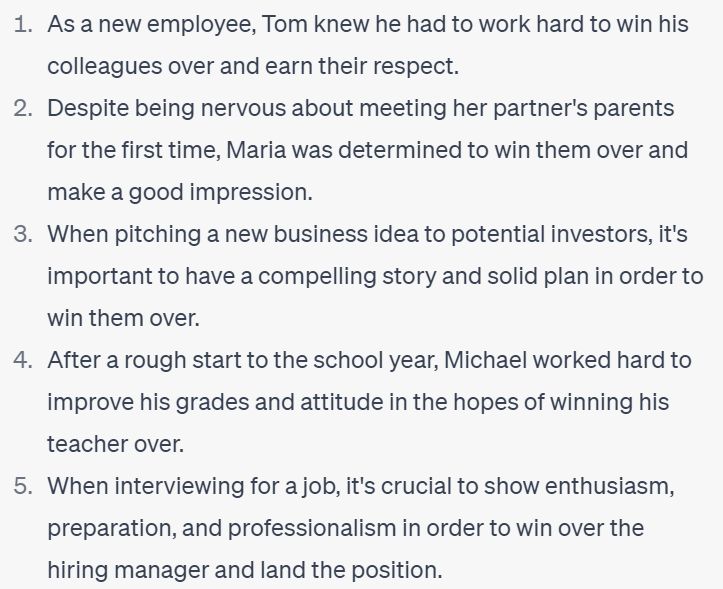 1. As a new employee, Tom knew he had to work hard to win his
colleagues over and earn their respect.
2. Despite being nervous about meeting her partner's parents
for the first time, Maria was determined to win them over and
make a good impression.
3. When pitching a new business idea to potential investors, it's
important to have a compelling story and solid plan in order to
win them over.
4. After a rough start to the school year, Michael worked hard to
improve his grades and attitude in the hopes of winning his
teacher over.
5. When interviewing for a job, it's crucial to show enthusiasm,
preparation, and professionalism in order to win over the
hiring manager and land the position.